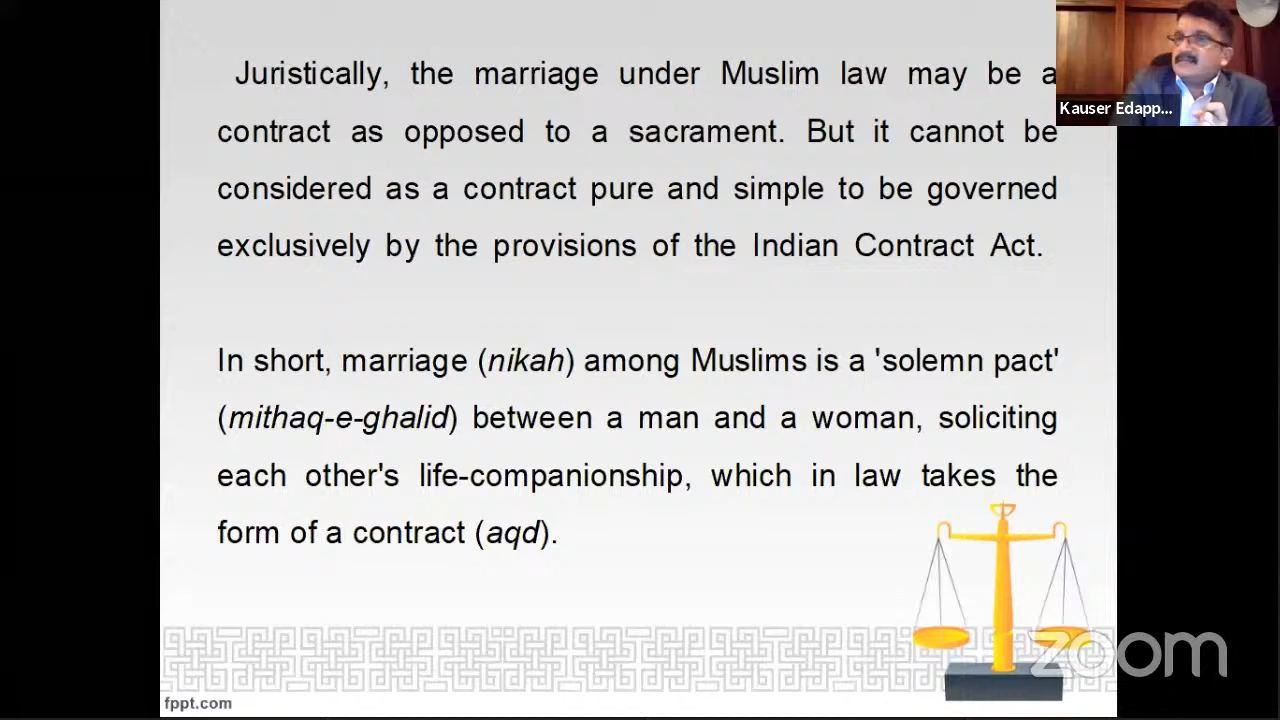 Juristically, the marriage under Muslim law may be a
contract as opposed to a sacrament. But it cannot be
considered as a contract pure and simple to be governed
exclusively by the provisions of the Indian Contract Act.
In short, marriage (nikah) among Muslims is a 'solemn pact'
(mithaq-e-ghalid) between a man and a woman, soliciting
each other's life-companionship, which in law takes the
form of a contract (aqd).
Kauser Edapp...
zoom
fppt.com